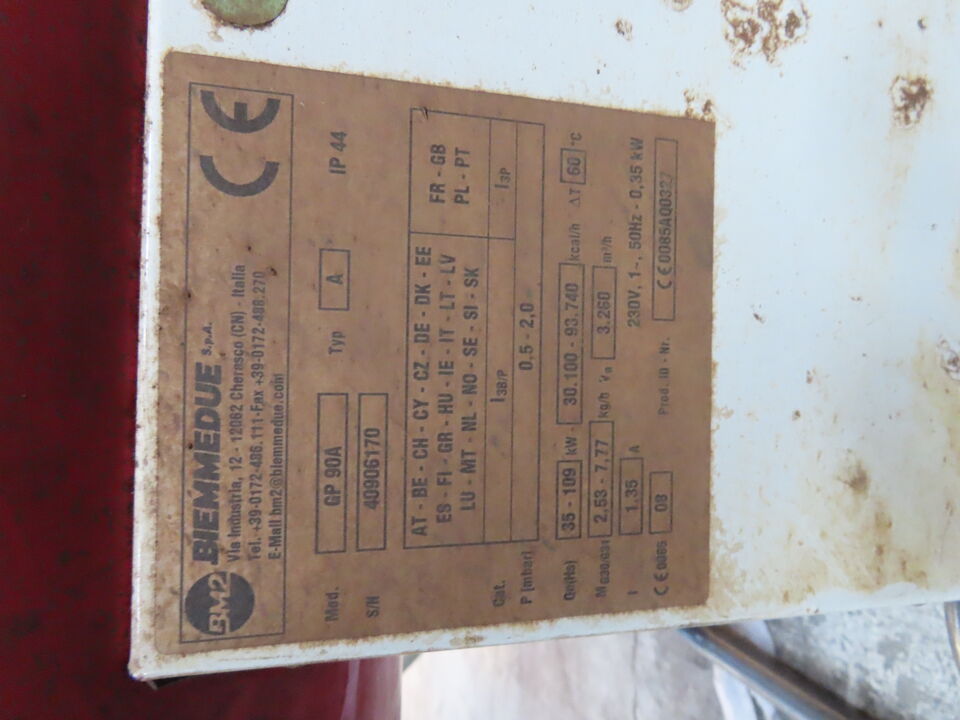 BM2 BIEMMEDUE S.p.A. CE
Via Industria, 12 - 12062 Cherasco (CN) - Italia
Tel. +39-0172-486.111-Fax +39-0172-488.270
E-Mail bm2@biemmedue.com
Mod. GP 90A Typ A IP 44
S/N 40906170
AT - BE - CH - CY - CZ - DE - DK - EE FR - GB
ES - FI - GR - HU - IE - IT - LT - LV PL - PT
LU - MT - NL - NO - SE - SI - SK
Cat. I3B/P I3P
P [mbar] 0,5 - 2,0
Qn(Hs) 35 - 109 kW 30.100 - 93.740 kcal/h ΔT 60 °C
M G30/G31 2,53 - 7,77 kg/h Vn 3.260 m³/h
I 1,35 A 230V, 1~, 50Hz - 0,35 kW
CE 0085 08 Prod. ID - Nr. CE0085AQ0327